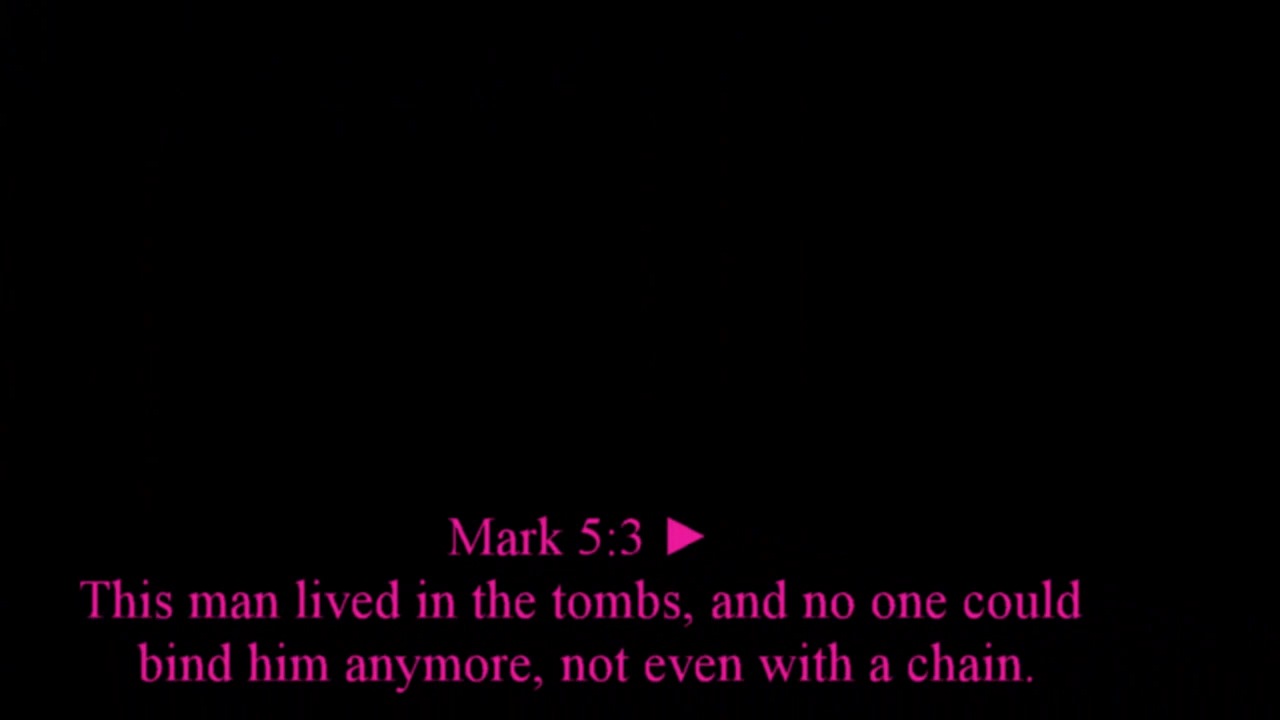 Mark 5:3 ►
This man lived in the tombs, and no one could
bind him anymore, not even with a chain.